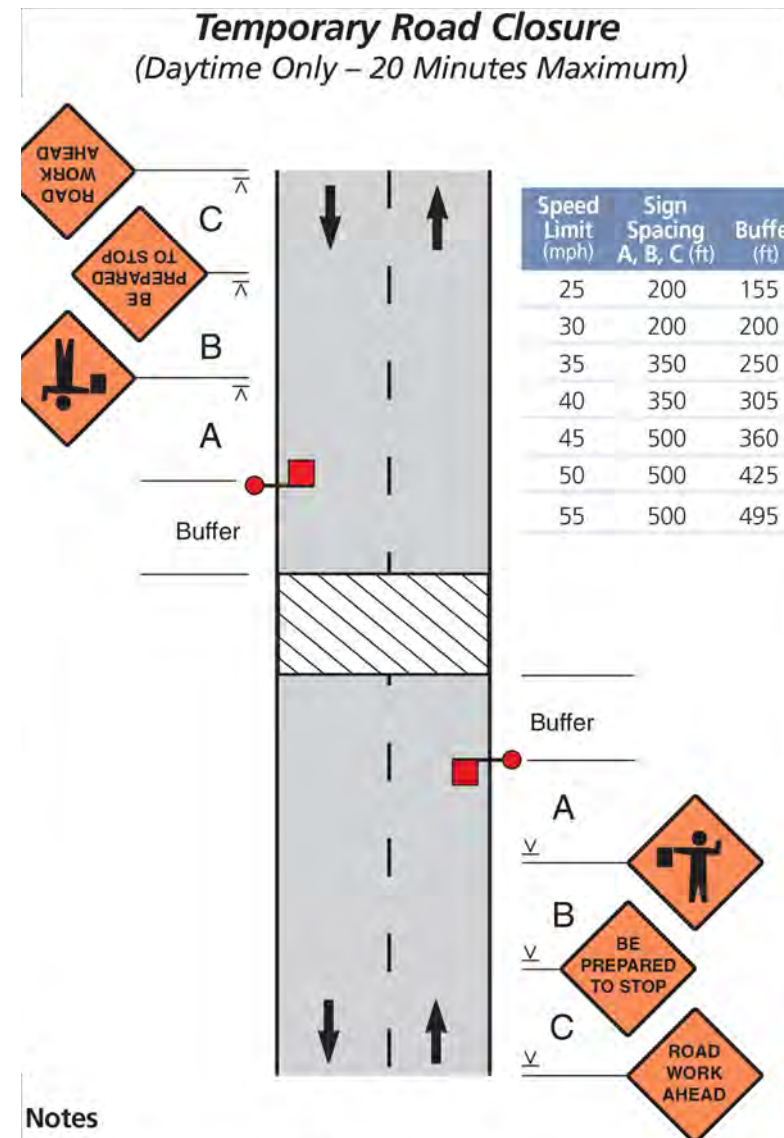 Temporary Road Closure
(Daytime Only – 20 Minutes Maximum)
ROAD
WORK
AHEAD
C
BE
PREPARED
TO STOP
B
A
Buffer
Speed
Limit
(mph)
Sign
Spacing
A, B, C (ft)
Buffe
(ft)
25 200 155
30 200 200
35 350 250
40 350 305
45 500 360
50 500 425
55 500 495
Buffer
A
B
BE
PREPARED
TO STOP
C
ROAD
WORK
AHEAD
Notes